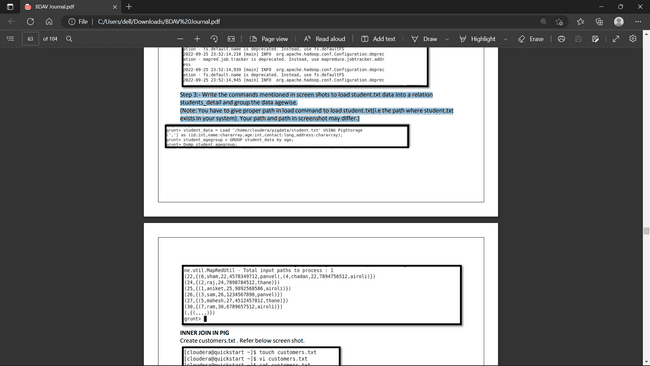 BDAV Journal.pdf
File
C:/Users/dell/Downloads/BDAV%20Journal.pdf
63 of 194
Page view
Read aloud
Add text
Draw
Highlight
Erase
ation - fs.default.name is deprecated. Instead, use fs.defaultFS
2022-09-25 23:52:14,210 [main] INFO org.apache.hadoop.conf.Configuration.deprec
ation - mapred.job.tracker is deprecated. Instead, use mapreduce.jobtracker.addr
ess
2022-09-25 23:52:14,939 [main] INFO org.apache.hadoop.conf.Configuration.deprec
ation - fs.default.name is deprecated. Instead, use fs.defaultFS
2022-09-25 23:52:14,945 [main] INFO org.apache.hadoop.conf.Configuration.deprec
Step 3:- Write the commands mentioned in screen shots to load student.txt data into a relation
students_detail and group the data agewise.
(Note: You have to give proper path in load command to load student.txt(i.e the path where student.txt
exists in your system). Your path and path in screenshot may differ.)
grunt> student_data = Load '/home/cloudera/pigdata/student.txt' USING PigStorage
(',') as (id:int,name:chararray,age:int,contact:long,address:chararray);
grunt> student_agegroup = GROUP student_data by age;
grunt> Dump student_agegroup;
ne.util.MapRedUtil - Total input paths to process : 1
(22,{(6,sham,22,4578349712,panvel),(4,chadan,22,7894756512,airoli)})
(24,{(2,raj,24,7898784512,thane)})
(25,{(1,aniket,25,9892568586,airoli)})
(26,{(3,sam,26,1234567890,panvel)})
(27,{(5,mahesh,27,4512457812,thane)})
(30,{(7,ram,30,6789657512,airoli)})
(,{(,,,,)})
grunt>
INNER JOIN IN PIG
Create customers.txt . Refer below screen shot.
[cloudera@quickstart ~]$ touch customers.txt
[cloudera@quickstart ~]$ vi customers.txt
[cloudera@quickstart ~]$ cat customers.txt